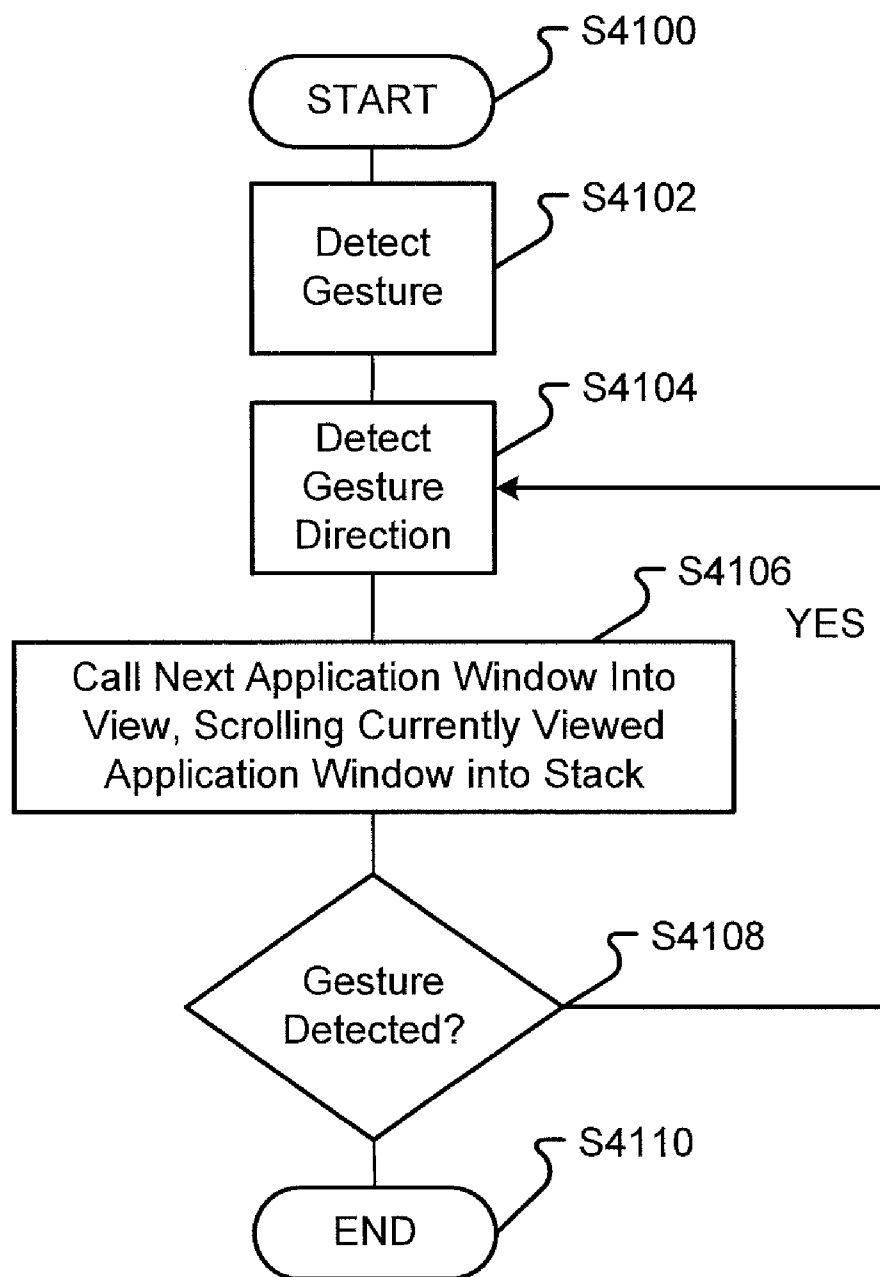 S4100
START
S4102
Detect
Gesture
S4104
Detect
Gesture
Direction
S4106
YES
Call Next Application Window Into
View, Scrolling Currently Viewed
Application Window into Stack
S4108
Gesture
Detected?
S4110
END